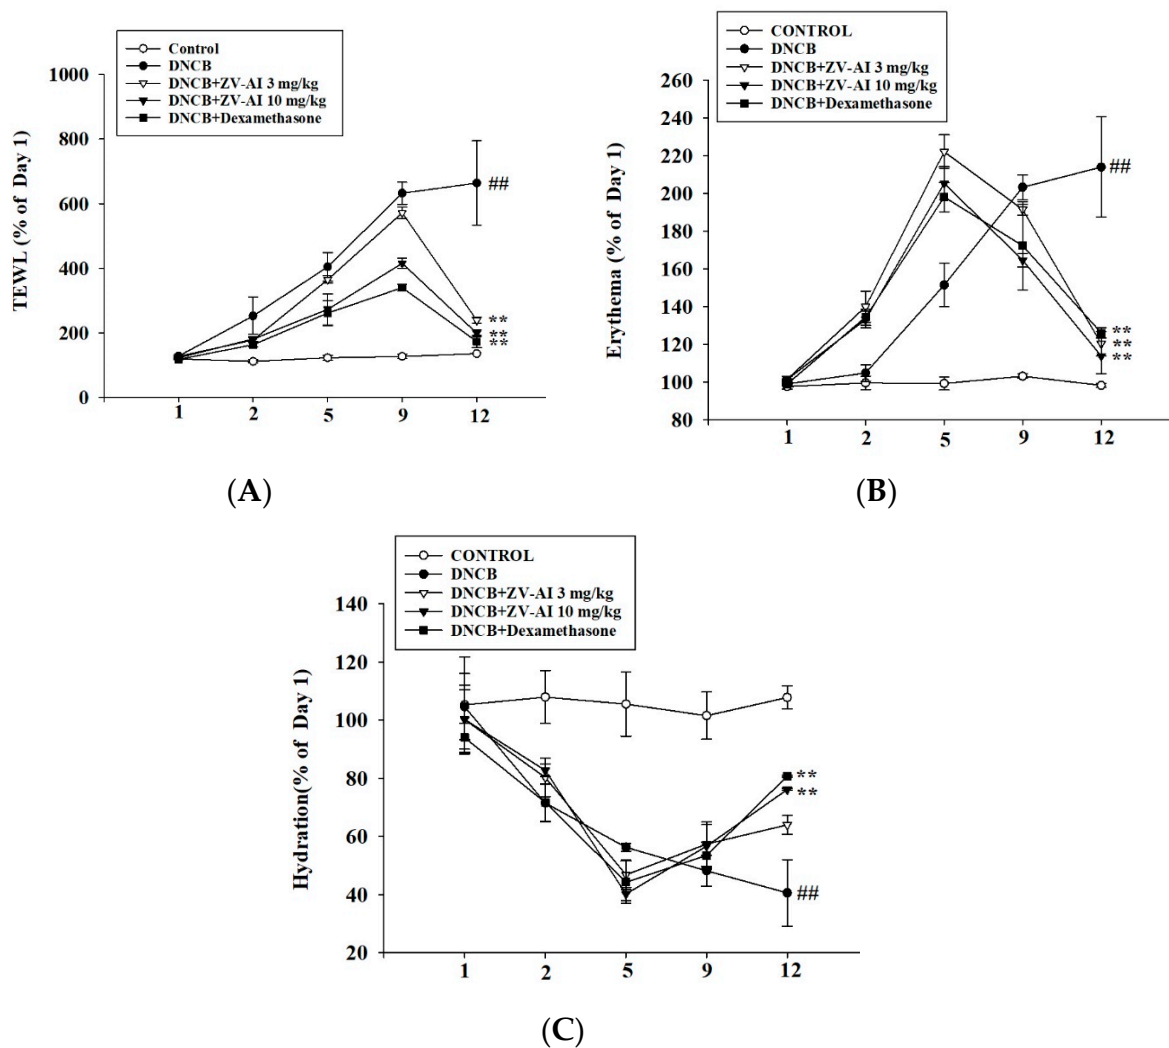 Control
DNCB
DNCB+ZV-AI 3 mg/kg
DNCB+ZV-AI 10 mg/kg
DNCB+Dexamethasone
TEWL (% of Day 1)
1000
800
600
400
200
0
##
**
**
**
1 2 5 9 12
(A)
CONTROL
DNCB
DNCB+ZV-AI 3 mg/kg
DNCB+ZV-AI 10 mg/kg
DNCB+Dexamethasone
Erythema (% of Day 1)
260
240
220
200
180
160
140
120
100
80
##
**
**
**
1 2 5 9 12
(B)
CONTROL
DNCB
DNCB+ZV-AI 3 mg/kg
DNCB+ZV-AI 10 mg/kg
DNCB+Dexamethasone
Hydration(% of Day 1)
140
120
100
80
60
40
20
**
**
##
1 2 5 9 12
(C)